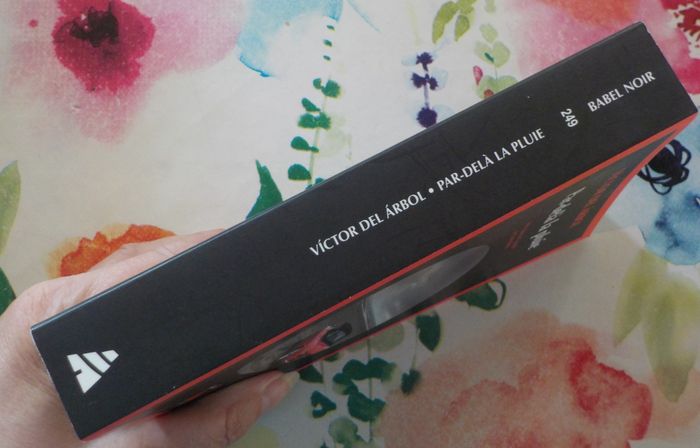 VÍCTOR DEL ÁRBOL • PAR-DELÀ LA PLUIE
249
BABEL NOIR